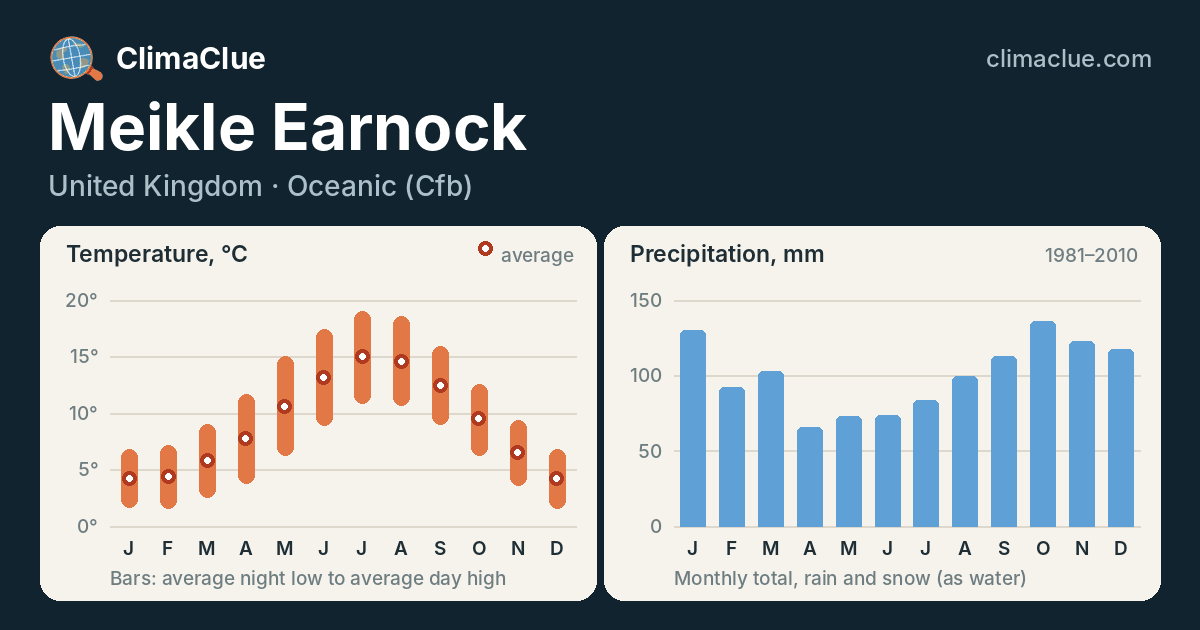 ClimaClue
climaclue.com
Meikle Earnock
United Kingdom · Oceanic (Cfb)
Temperature, °C
average
20°
15°
10°
5°
0°
J F M A M J J A S O N D
Bars: average night low to average day high
Precipitation, mm
1981–2010
150
100
50
0
J F M A M J J A S O N D
Monthly total, rain and snow (as water)